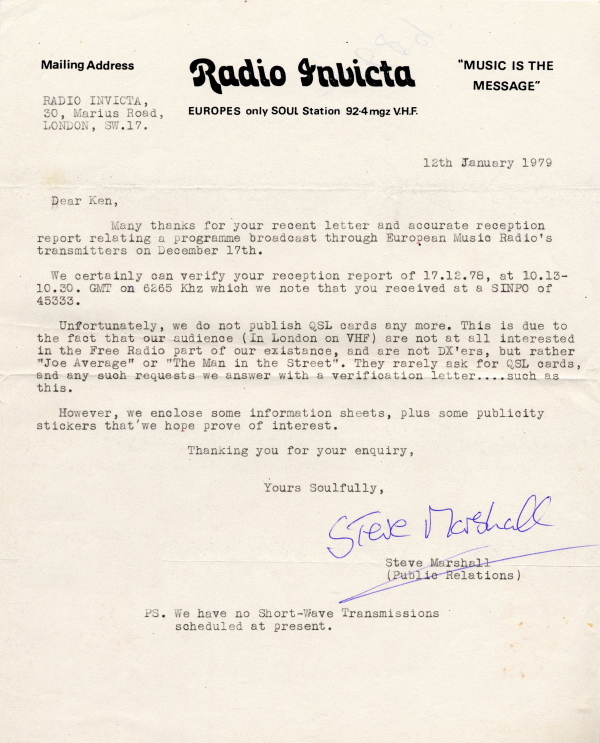 Mailing Address
Radio Invicta
"MUSIC IS THE
MESSAGE"
EUROPES only SOUL Station 92·4 mgz V.H.F.
RADIO INVICTA,
30, Marius Road,
LONDON, SW.17.
12th January 1979
Dear Ken,
Many thanks for your recent letter and accurate reception
report relating a programme broadcast through European Music Radio's
transmitters on December 17th.
We certainly can verify your reception report of 17.12.78, at 10.13-
10.30. GMT on 6265 Khz which we note that you received at a SINPO of
45333.
Unfortunately, we do not publish QSL cards any more. This is due to
the fact that our audience (In London on VHF) are not at all interested
in the Free Radio part of our existance, and are not DX'ers, but rather
"Joe Average" or "The Man in the Street". They rarely ask for QSL cards,
and any such requests we answer with a verification letter....such as
this.
However, we enclose some information sheets, plus some publicity
stickers that we hope prove of interest.
Thanking you for your enquiry,
Yours Soulfully,
Steve Marshall
Steve Marshall
(Public Relations)
PS. We have no Short-Wave Transmissions
scheduled at present.